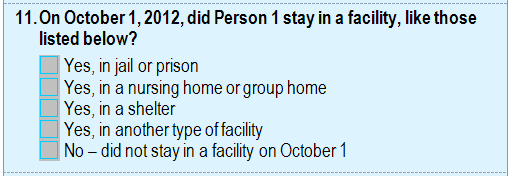 11. On October 1, 2012, did Person 1 stay in a facility, like those
listed below?
Yes, in jail or prison
Yes, in a nursing home or group home
Yes, in a shelter
Yes, in another type of facility
No – did not stay in a facility on October 1